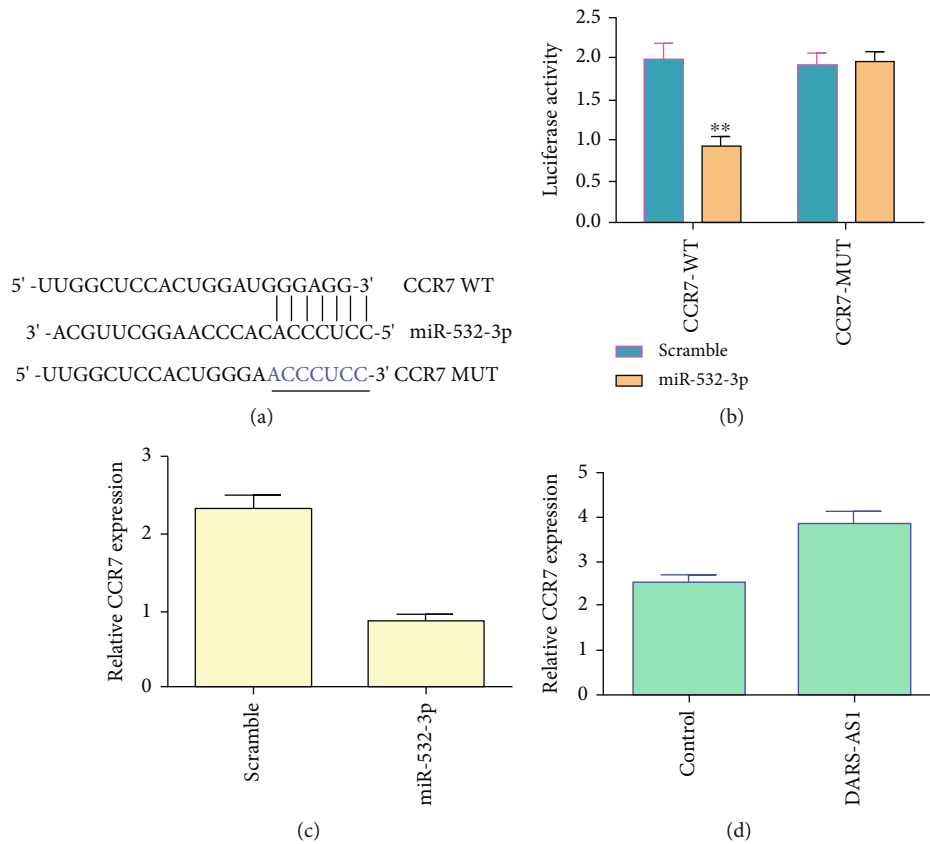 5' -UUGGCUCCACUGGAUGGGAGG-3' CCR7 WT
3' -ACGUUCGGAACCCACACCCUCC-5' miR-532-3p
5' -UUGGCUCCACUGGGAACCCUCC-3' CCR7 MUT
(a)
Luciferase activity
2.5
2.0
1.5
1.0
0.5
0.0
**
CCR7-WT
CCR7-MUT
Scramble
miR-532-3p
(b)
Relative CCR7 expression
3
2
1
0
Scramble
miR-532-3p
(c)
Relative CCR7 expression
5
4
3
2
1
0
Control
DARS-AS1
(d)